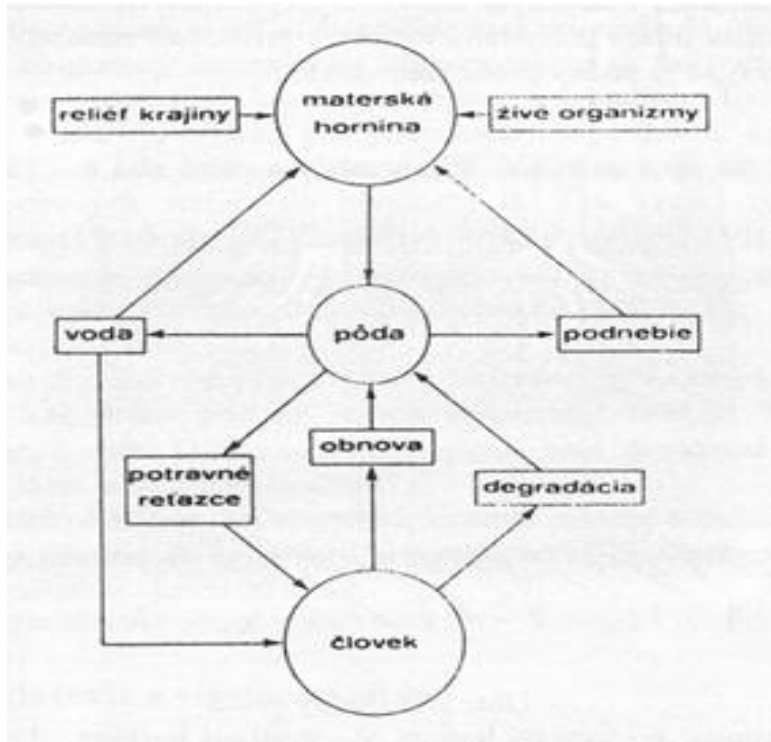 materská
hornina
reliéf krajiny
živé organizmy
voda
pôda
podnebie
obnova
potravné
reťazce
degradácia
človek